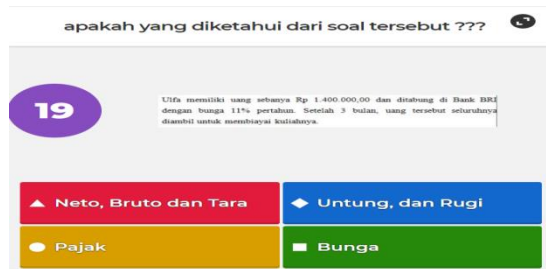 apakah yang diketahui dari soal tersebut ???
19
Ulfa memiliki uang sebanya Rp 1.400.000,00 dan ditabung di Bank BRI
dengan bunga 11% pertahun. Setelah 3 bulan, uang tersebut seluruhnya
diambil untuk membiayai kuliahnya.
Neto, Bruto dan Tara
Untung, dan Rugi
Pajak
Bunga